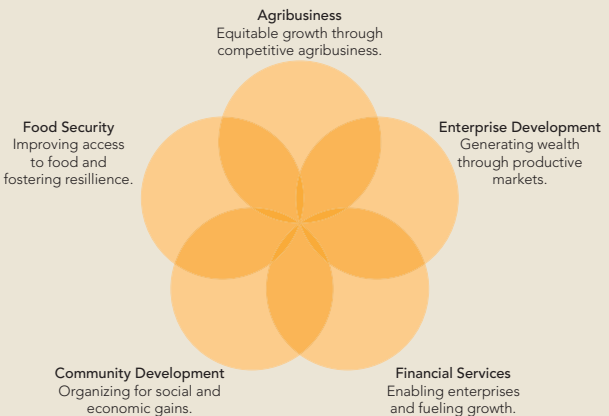 Agribusiness
Equitable growth through
competitive agribusiness.
Food Security
Improving access
to food and
fostering resillience.
Enterprise Development
Generating wealth
through productive
markets.
Community Development
Organizing for social and
economic gains.
Financial Services
Enabling enterprises
and fueling growth.